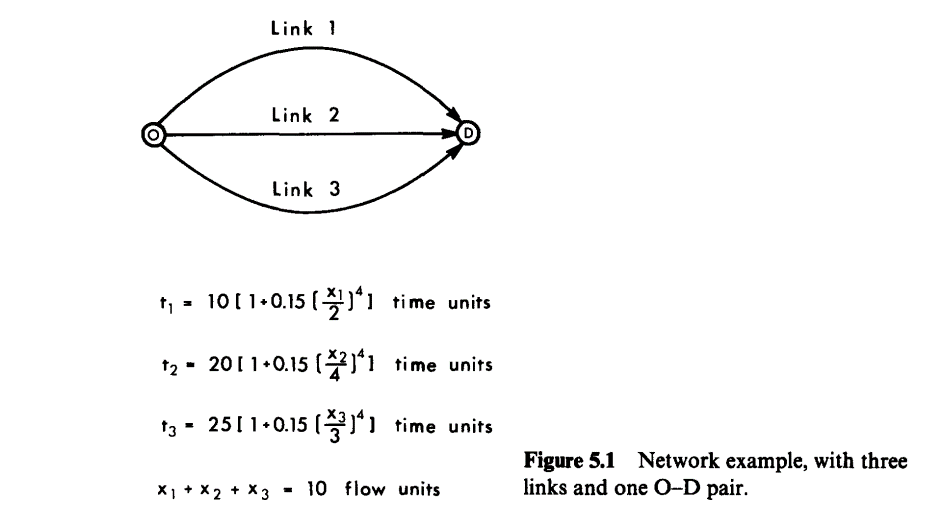 Link 1
Link 2
O
D
Link 3
t₁ = 10 [ 1+0.15 [x₁/2]⁴ ] time units
t₂ = 20 [ 1+0.15 [x₂/4]⁴ ] time units
t₃ = 25 [ 1+0.15 [x₃/3]⁴ ] time units
x₁ + x₂ + x₃ = 10 flow units
Figure 5.1 Network example, with three
links and one O–D pair.